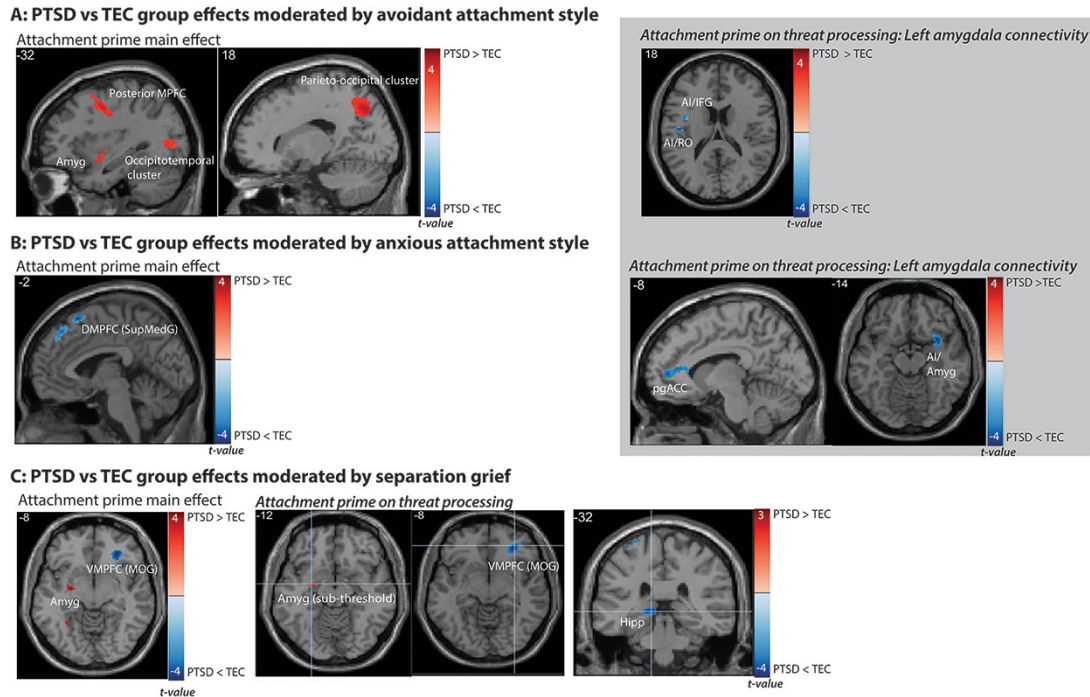 A: PTSD vs TEC group effects moderated by avoidant attachment style
Attachment prime main effect
-32
Posterior MPFC
Amyg
Occipitotemporal
cluster
18
Parieto-occipital cluster
PTSD > TEC
4
-4
PTSD < TEC
t-value
Attachment prime on threat processing: Left amygdala connectivity
18
AI/IFG
AI/RO
PTSD > TEC
4
-4
PTSD < TEC
t-value
B: PTSD vs TEC group effects moderated by anxious attachment style
Attachment prime main effect
-2
DMPFC (SupMedG)
4
PTSD > TEC
-4
PTSD < TEC
t-value
Attachment prime on threat processing: Left amygdala connectivity
-8
pgACC
-14
AI/
Amyg
4
PTSD >TEC
-4
PTSD < TEC
t-value
C: PTSD vs TEC group effects moderated by separation grief
Attachment prime main effect
-8
VMPFC (MOG)
Amyg
4
PTSD > TEC
-4
PTSD < TEC
t-value
Attachment prime on threat processing
-12
Amyg (sub-threshold)
-8
VMPFC (MOG)
-32
Hipp
3
PTSD > TEC
-4
PTSD < TEC
t-value